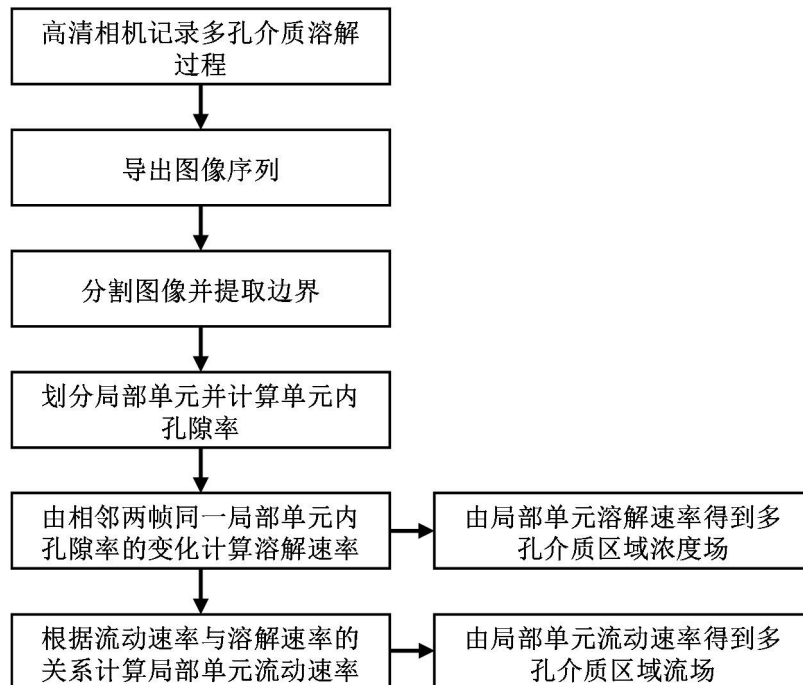 高清相机记录多孔介质溶解
过程
导出图像序列
分割图像并提取边界
划分局部单元并计算单元内
孔隙率
由相邻两帧同一局部单元内
孔隙率的变化计算溶解速率
由局部单元溶解速率得到多
孔介质区域浓度场
根据流动速率与溶解速率的
关系计算局部单元流动速率
由局部单元流动速率得到多
孔介质区域流场